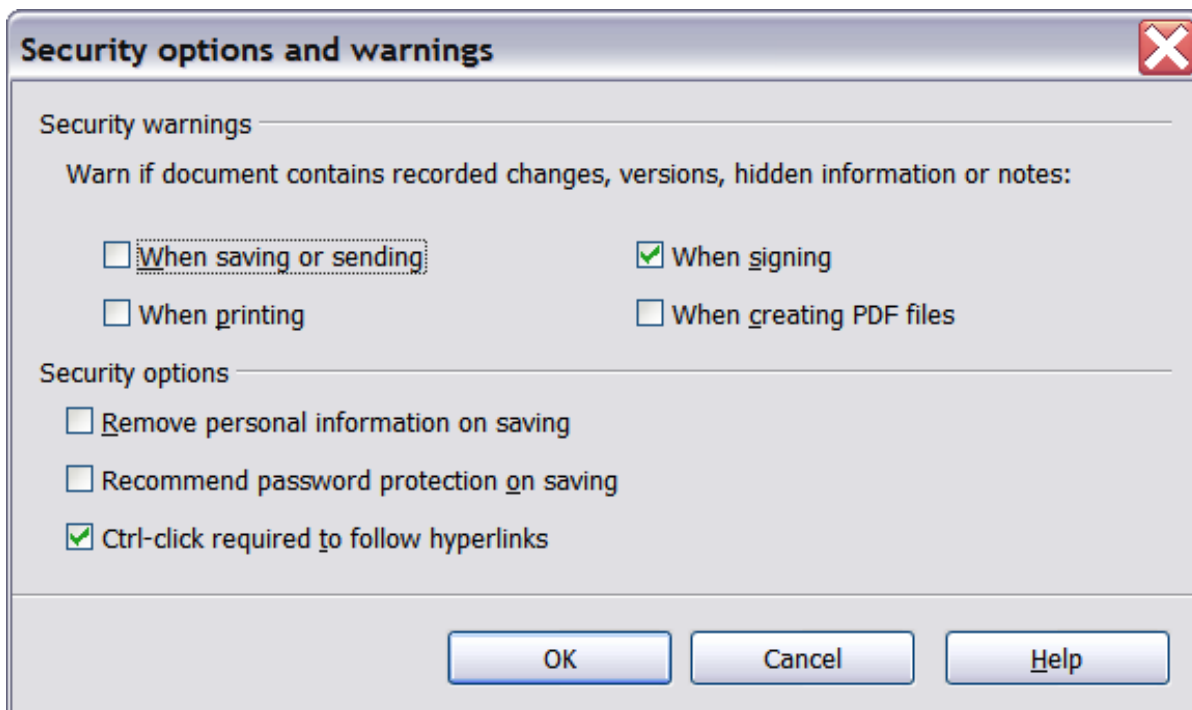 Security options and warnings
Security warnings
Warn if document contains recorded changes, versions, hidden information or notes:
When saving or sending
When signing
When printing
When creating PDF files
Security options
Remove personal information on saving
Recommend password protection on saving
Ctrl-click required to follow hyperlinks
OK
Cancel
Help